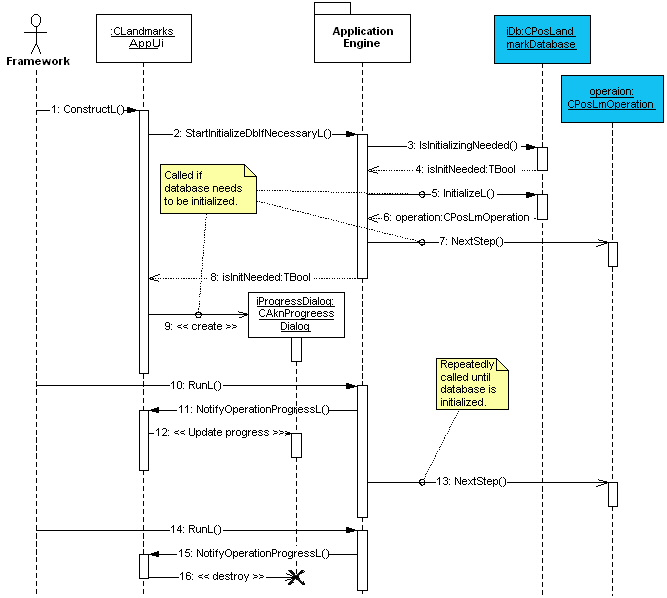 Framework
:CLandmarks
AppUi
Application
Engine
iDb:CPosLand
markDatabase
operaion:
CPosLmOperation
1: ConstructL()
2: StartInitializeDbIfNecessaryL()
3: IsInitializingNeeded()
4: isInitNeeded:TBool
Called if
database needs
to be initialized.
5: InitializeL()
6: operation:CPosLmOperation
7: NextStep()
8: isInitNeeded:TBool
iProgressDialog:
CAknProgreess
Dialog
9: << create >>
Repeatedly
called until
database is
initialized.
10: RunL()
11: NotifyOperationProgressL()
12: << Update progress >>
13: NextStep()
14: RunL()
15: NotifyOperationProgressL()
16: << destroy >>